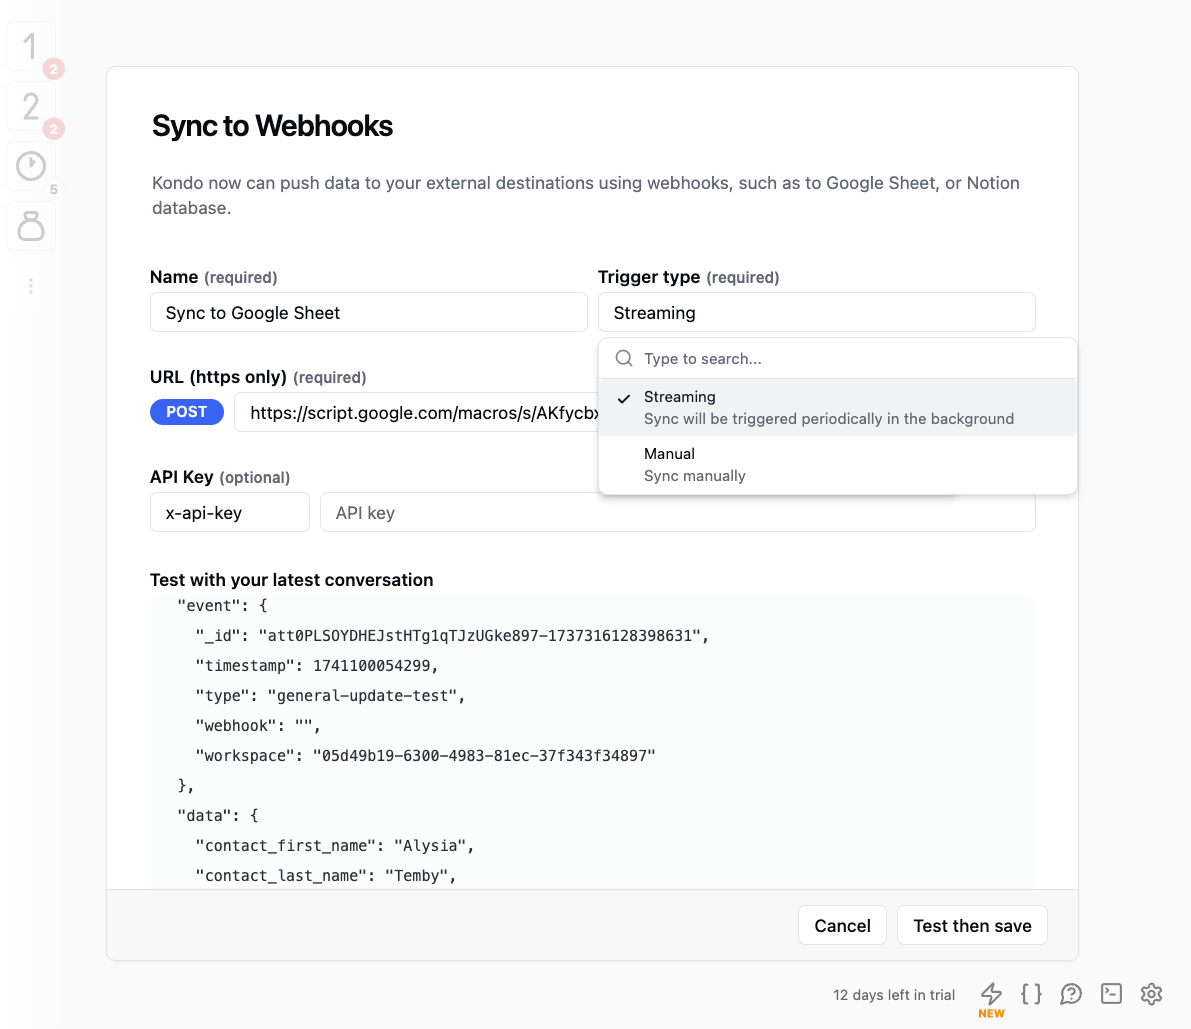 1
2
2
2
5
Sync to Webhooks
Kondo now can push data to your external destinations using webhooks, such as to Google Sheet, or Notion
database.
Name (required)
Trigger type (required)
Sync to Google Sheet
Streaming
Type to search...
Streaming
Sync will be triggered periodically in the background
Manual
Sync manually
URL (https only) (required)
POST
https://script.google.com/macros/s/AKfycbx
API Key (optional)
x-api-key
API key
Test with your latest conversation
"event": {
"_id": "att0PLSOYDHEJstHTg1qTJzUGke897-1737316128398631",
"timestamp": 1741100054299,
"type": "general-update-test",
"webhook": "",
"workspace": "05d49b19-6300-4983-81ec-37f343f34897"
},
"data": {
"contact_first_name": "Alysia",
"contact_last_name": "Temby",
Cancel
Test then save
12 days left in trial
NEW